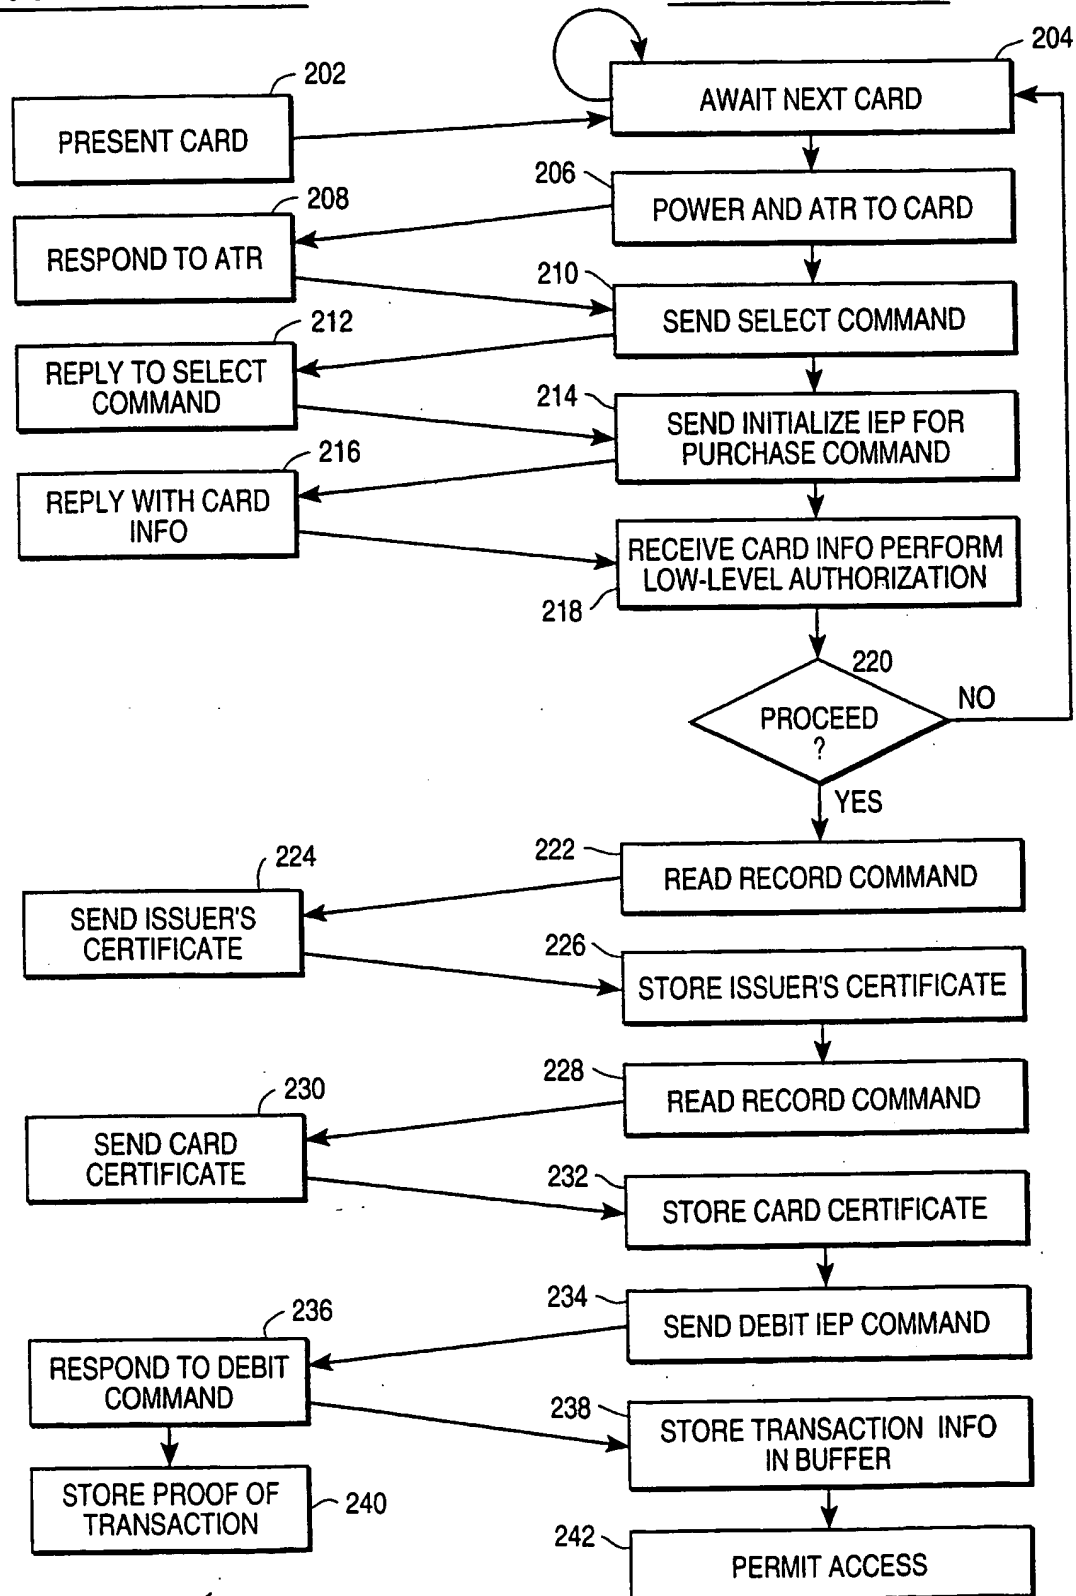 204
202
AWAIT NEXT CARD
PRESENT CARD
206
208
POWER AND ATR TO CARD
RESPOND TO ATR
210
212
SEND SELECT COMMAND
REPLY TO SELECT
COMMAND
214
SEND INITIALIZE IEP FOR
PURCHASE COMMAND
216
REPLY WITH CARD
INFO
RECEIVE CARD INFO PERFORM
LOW-LEVEL AUTHORIZATION
218
220
NO
PROCEED
?
YES
222
224
READ RECORD COMMAND
SEND ISSUER'S
CERTIFICATE
226
STORE ISSUER'S CERTIFICATE
228
230
READ RECORD COMMAND
SEND CARD
CERTIFICATE
232
STORE CARD CERTIFICATE
234
236
SEND DEBIT IEP COMMAND
RESPOND TO DEBIT
COMMAND
238
STORE TRANSACTION INFO
IN BUFFER
STORE PROOF OF
TRANSACTION
240
242
PERMIT ACCESS